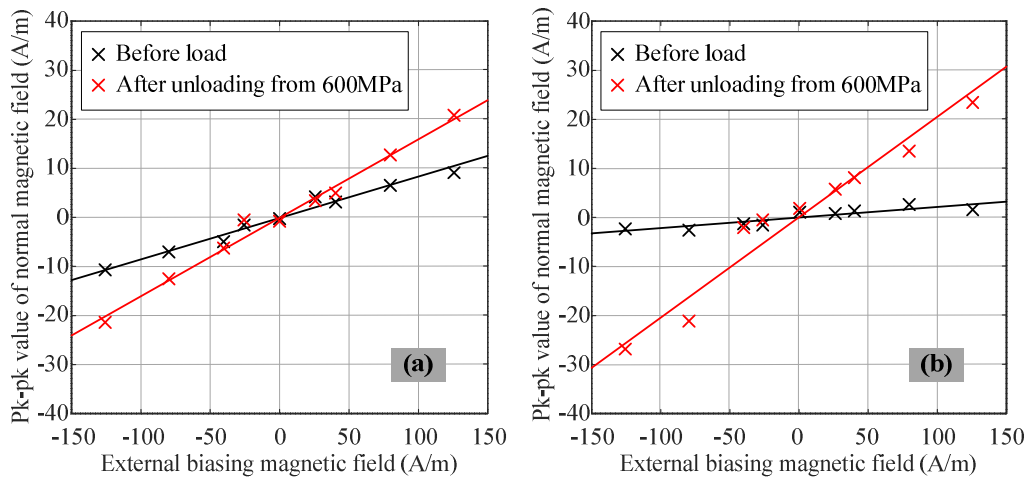 Pk-pk value of normal magnetic field (A/m)
40
30
20
10
0
-10
-20
-30
-40
Before load
After unloading from 600MPa
(a)
-150 -100 -50 0 50 100 150
External biasing magnetic field (A/m)
Pk-pk value of normal magnetic field (A/m)
40
30
20
10
0
-10
-20
-30
-40
Before load
After unloading from 600MPa
(b)
-150 -100 -50 0 50 100 150
External biasing magnetic field (A/m)